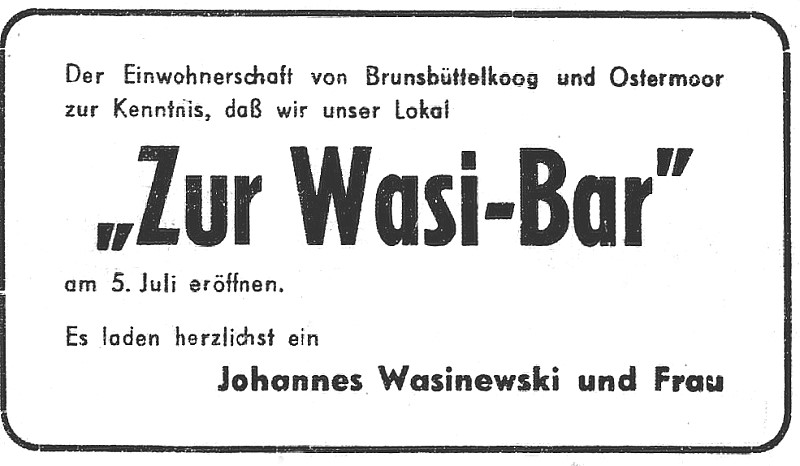 Der Einwohnerschaft von Brunsbüttelkoog und Ostermoor
zur Kenntnis, daß wir unser Lokal
„Zur Wasi-Bar"
am 5. Juli eröffnen.
Es laden herzlichst ein
Johannes Wasinewski und Frau